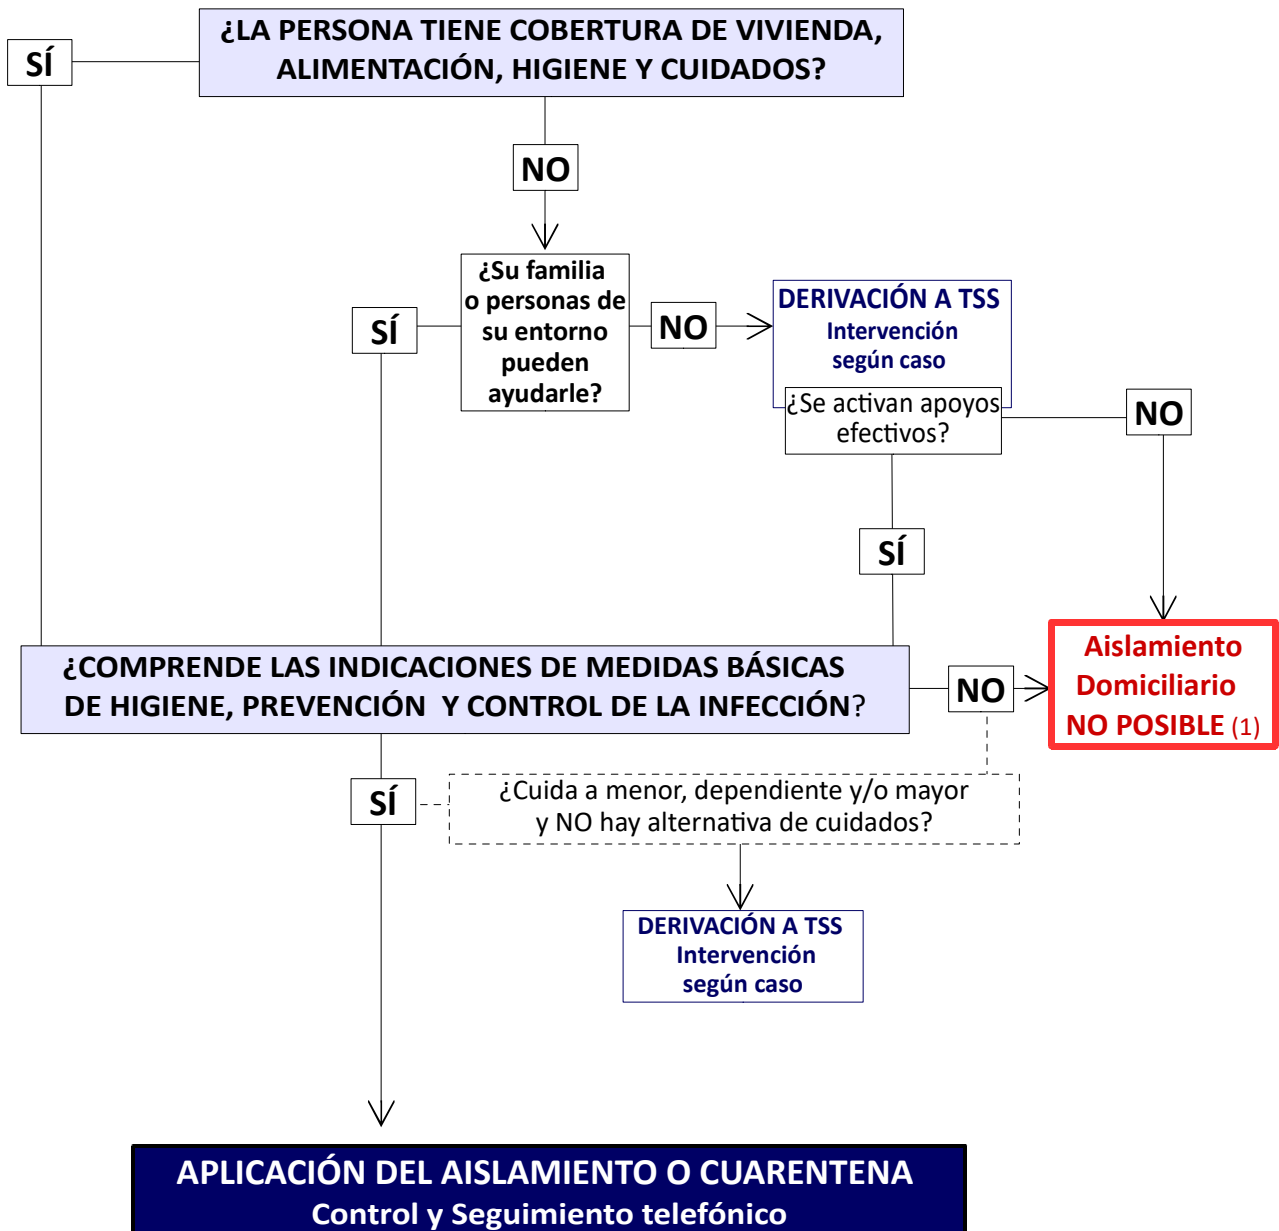 ¿LA PERSONA TIENE COBERTURA DE VIVIENDA,
ALIMENTACIÓN, HIGIENE Y CUIDADOS?
SÍ
NO
¿Su familia
o personas de
su entorno
pueden
ayudarle?
SÍ
NO
DERIVACIÓN A TSS
Intervención
según caso
¿Se activan apoyos
efectivos?
NO
SÍ
¿COMPRENDE LAS INDICACIONES DE MEDIDAS BÁSICAS
DE HIGIENE, PREVENCIÓN Y CONTROL DE LA INFECCIÓN?
NO
Aislamiento
Domiciliario
NO POSIBLE (1)
SÍ
¿Cuida a menor, dependiente y/o mayor
y NO hay alternativa de cuidados?
DERIVACIÓN A TSS
Intervención
según caso
APLICACIÓN DEL AISLAMIENTO O CUARENTENA
Control y Seguimiento telefónico